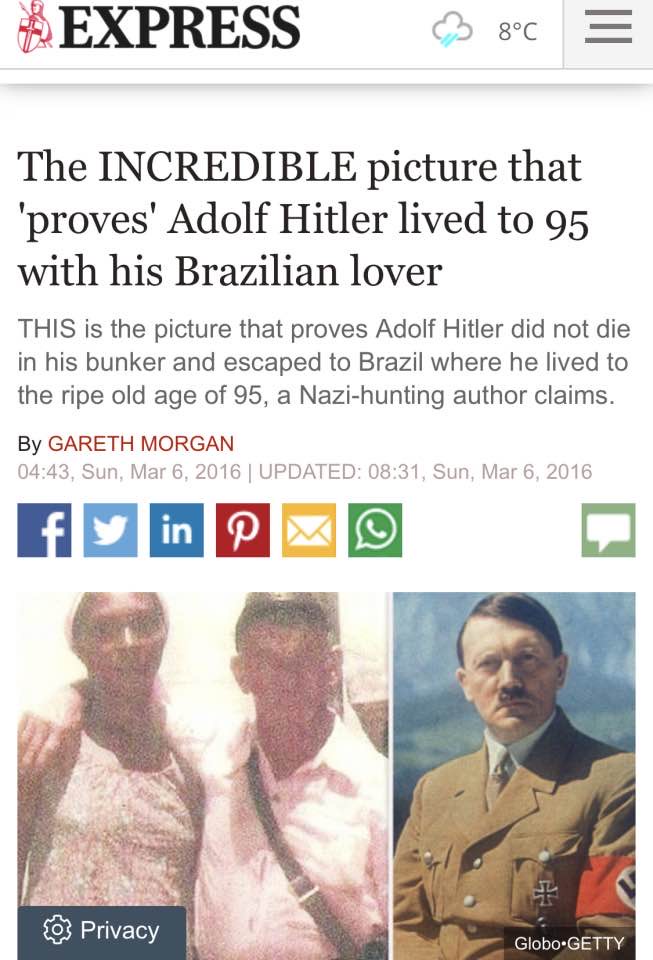 EXPRESS
8°C
The INCREDIBLE picture that
'proves' Adolf Hitler lived to 95
with his Brazilian lover
THIS is the picture that proves Adolf Hitler did not die
in his bunker and escaped to Brazil where he lived to
the ripe old age of 95, a Nazi-hunting author claims.
By GARETH MORGAN
04:43, Sun, Mar 6, 2016 | UPDATED: 08:31, Sun, Mar 6, 2016
Privacy
Globo•GETTY